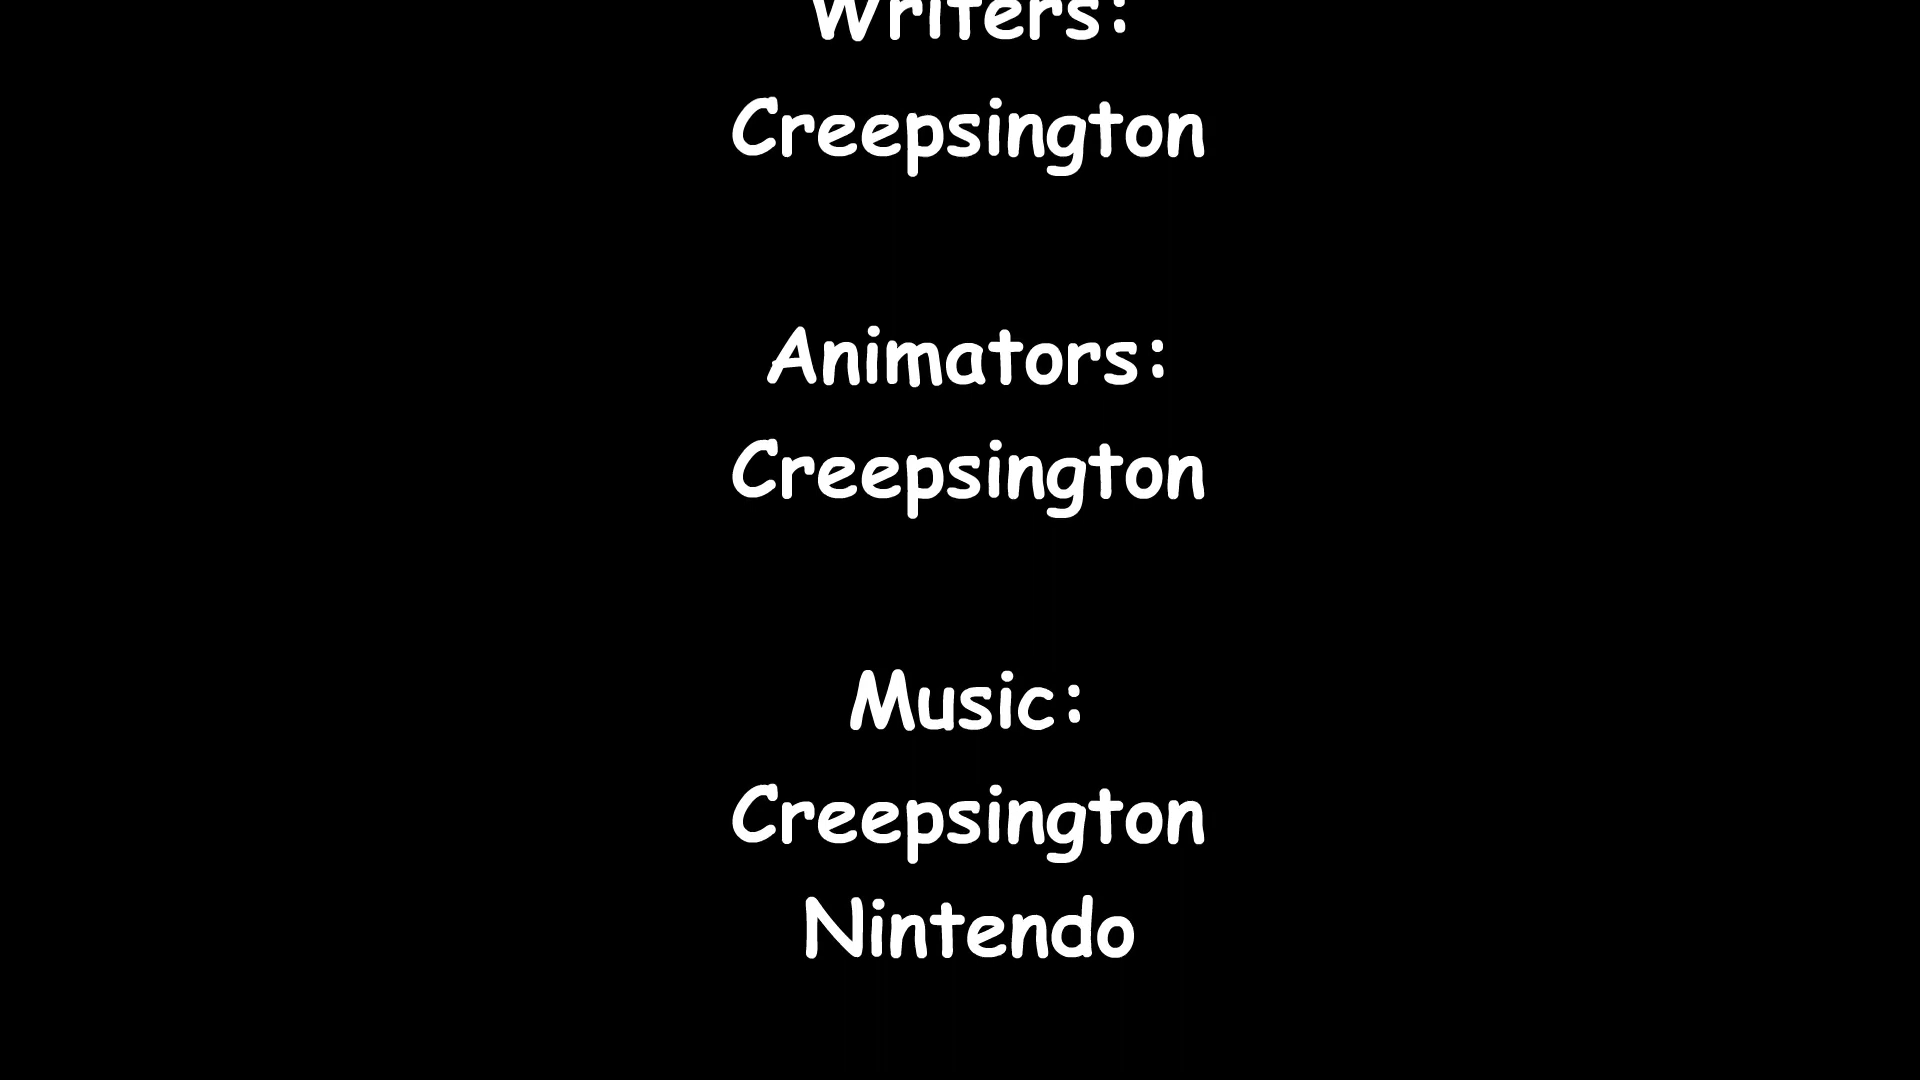 Writers:
Creepsington
Animators:
Creepsington
Music:
Creepsington
Nintendo